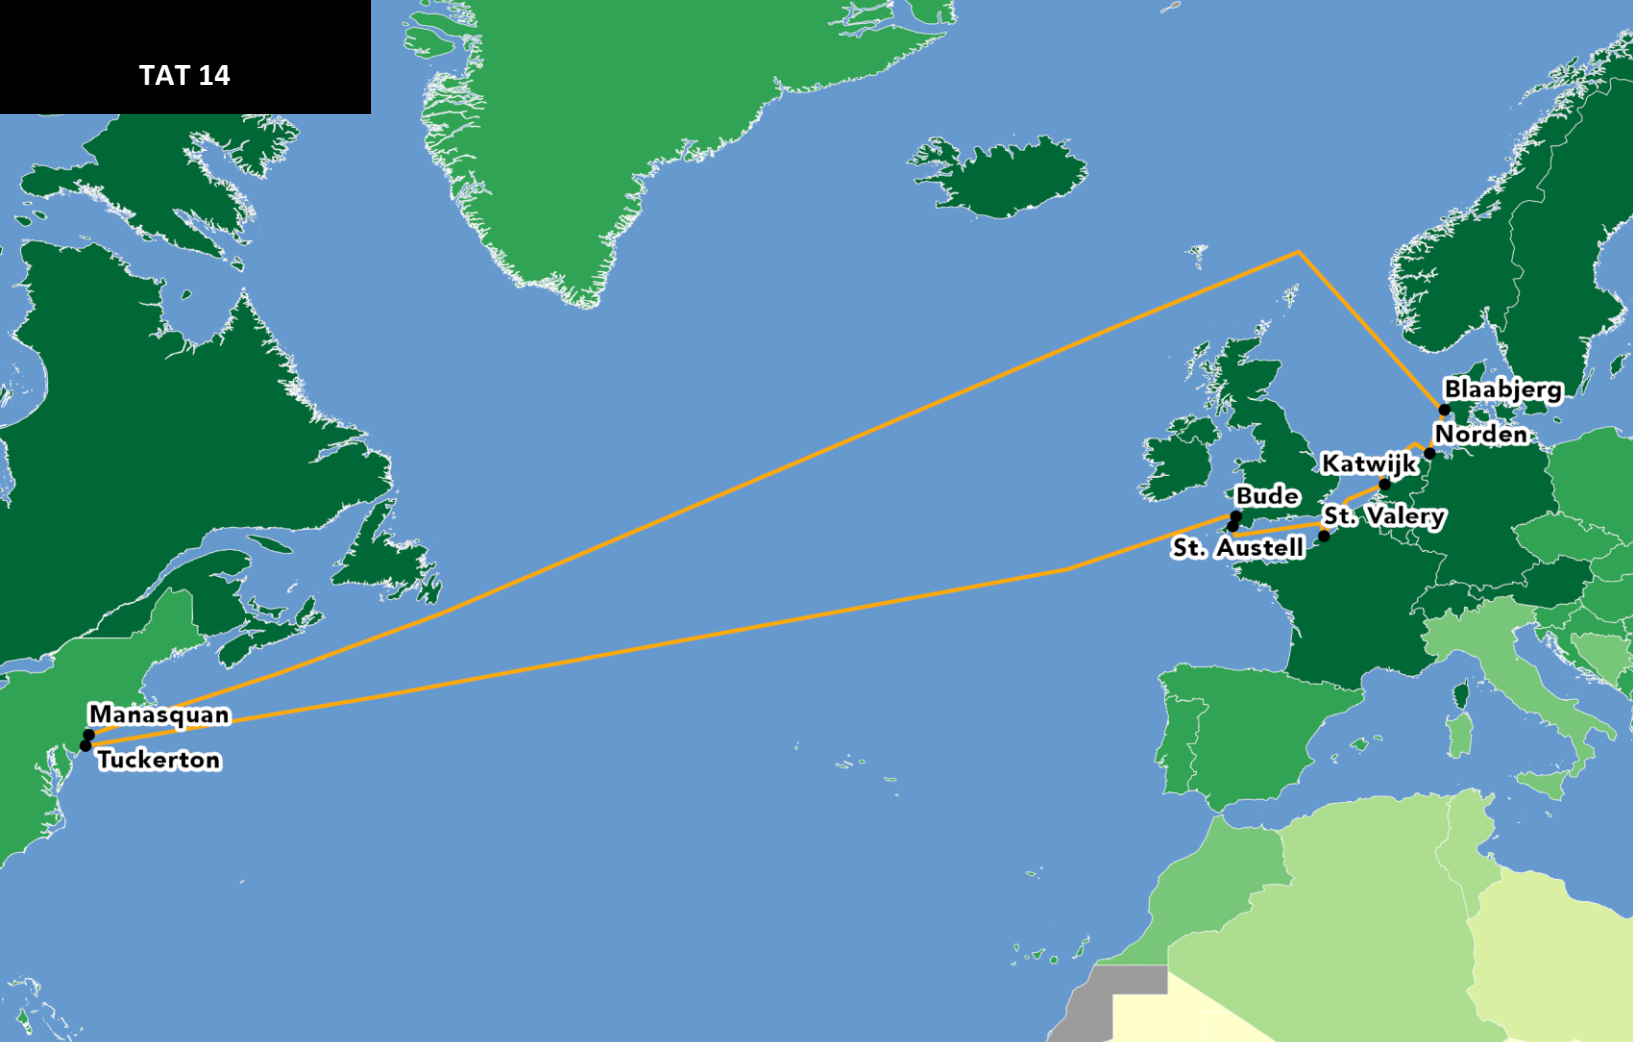 TAT 14
Blaabjerg
Norden
Katwijk
Bude
St. Valery
St. Austell
Manasquan
Tuckerton